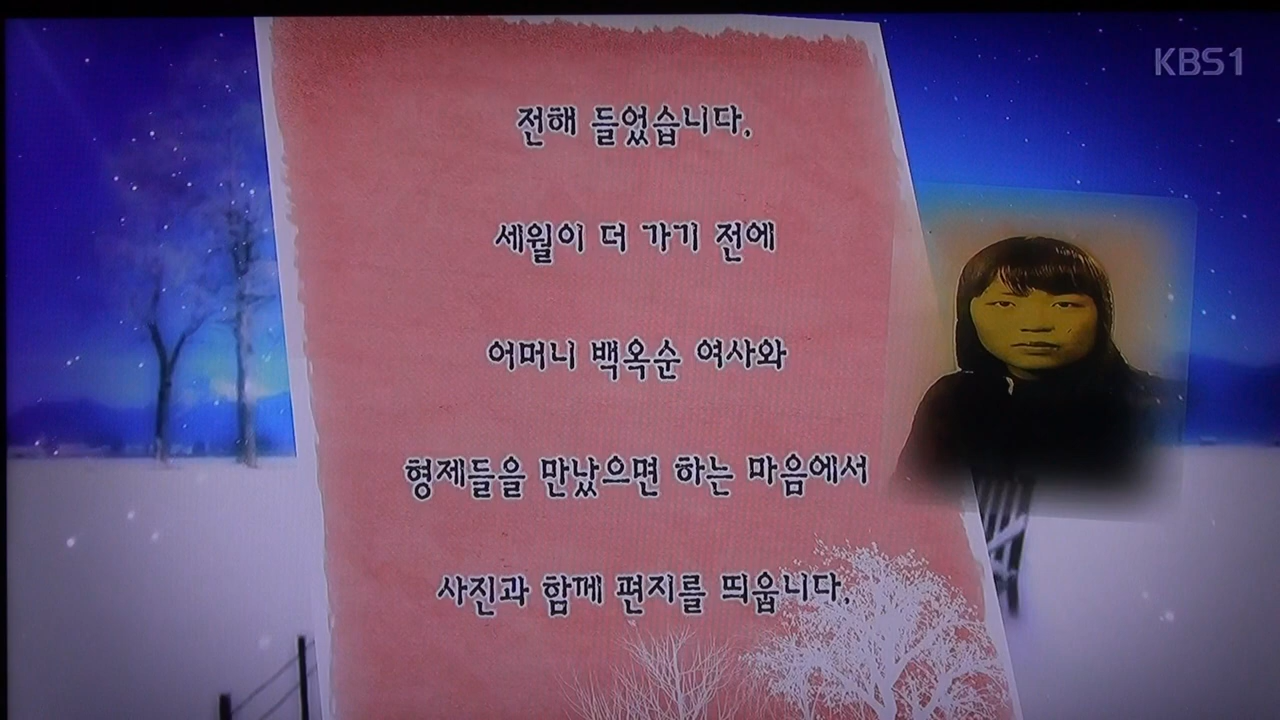 KBS1
전해 들었습니다.
세월이 더 가기 전에
어머니 백옥순 여사와
형제들을 만났으면 하는 마음에서
사진과 함께 편지를 띄웁니다.